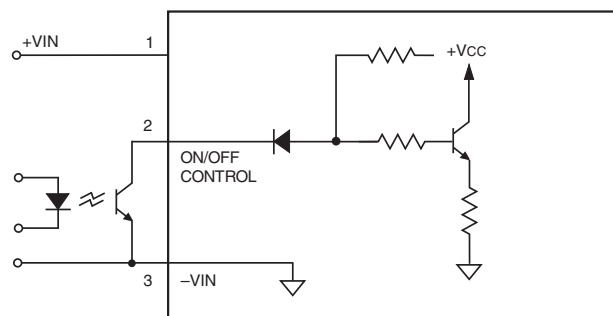 +VIN
1
+VCC
2
ON/OFF
CONTROL
3
–VIN